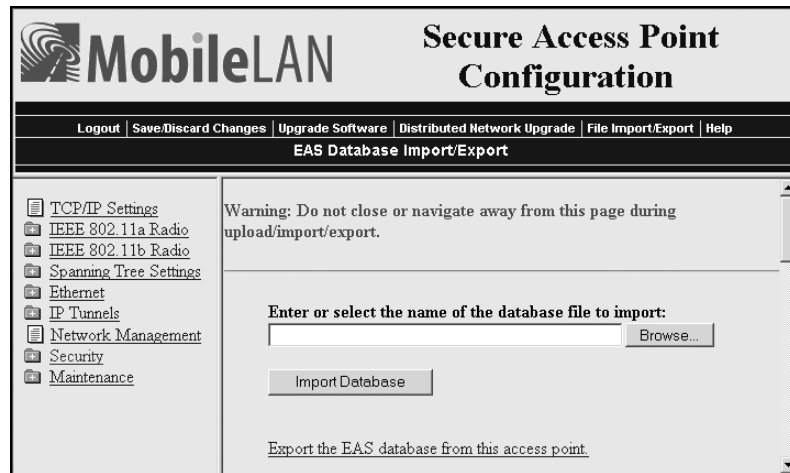 MobileLAN
Secure Access Point
Configuration
Logout | Save/Discard Changes | Upgrade Software | Distributed Network Upgrade | File Import/Export | Help
EAS Database Import/Export
TCP/IP Settings
IEEE 802.11a Radio
IEEE 802.11b Radio
Spanning Tree Settings
Ethernet
IP Tunnels
Network Management
Security
Maintenance
Warning: Do not close or navigate away from this page during
upload/import/export.
Enter or select the name of the database file to import:
Browse...
Import Database
Export the EAS database from this access point.